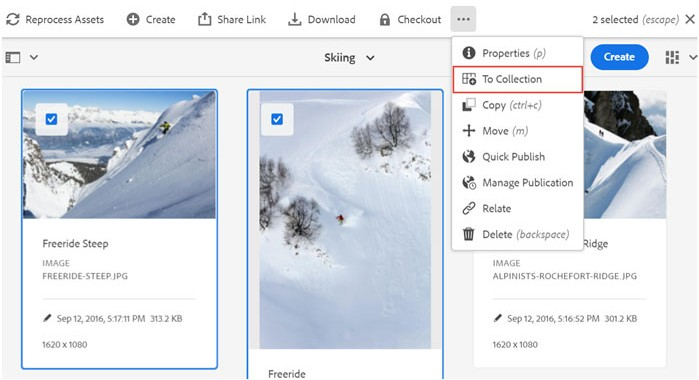 Reprocess Assets Create Share Link Download Checkout ... 2 selected (escape)
Skiing Create
Properties (p)
To Collection
Copy (ctrl+c)
Move (m)
Quick Publish
Manage Publication
Relate
Delete (backspace)
Freeride Steep
IMAGE
FREERIDE-STEEP.JPG
Sep 12, 2016, 5:17:11 PM 313.2 KB
1620 x 1080
Freeride
Ridge
ALPINISTS-ROCHEFORT-RIDGE.JPG
Sep 12, 2016, 5:16:52 PM 301.2 KB
1620 x 1080